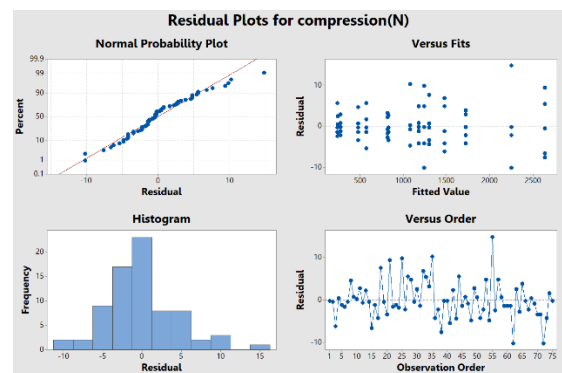 Residual Plots for compression(N)
Normal Probability Plot
99.9
99
90
50
10
1
0.1
Percent
-10 0 10
Residual
Versus Fits
10
0
-10
Residual
500 1000 1500 2000 2500
Fitted Value
Histogram
20
10
0
Frequency
-10 -5 0 5 10 15
Residual
Versus Order
10
0
-10
Residual
1 5 10 15 20 25 30 35 40 45 50 55 60 65 70 75
Observation Order